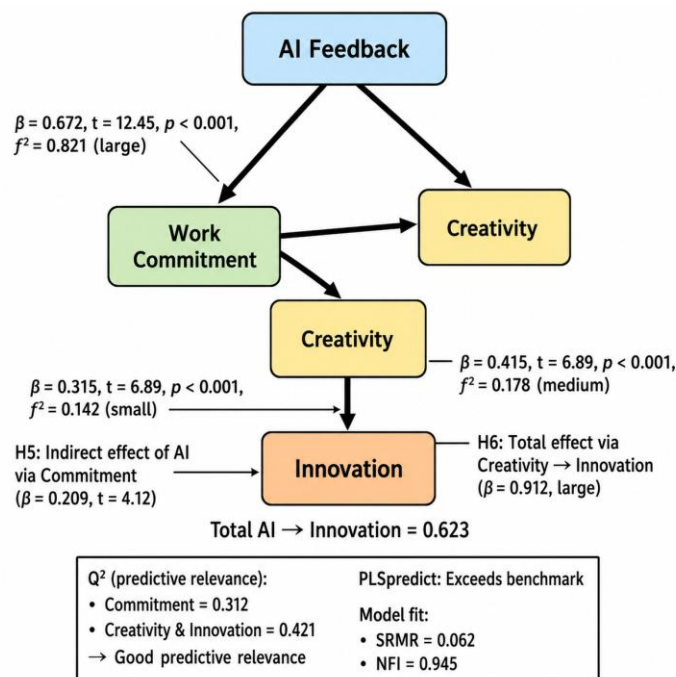 AI Feedback
β = 0.672, t = 12.45, p < 0.001,
f² = 0.821 (large)
Work
Commitment
Creativity
Creativity
β = 0.415, t = 6.89, p < 0.001,
f² = 0.178 (medium)
β = 0.315, t = 6.89, p < 0.001,
f² = 0.142 (small)
H5: Indirect effect of AI
via Commitment
(β = 0.209, t = 4.12)
Innovation
H6: Total effect via
Creativity → Innovation
(β = 0.912, large)
Total AI → Innovation = 0.623
Q² (predictive relevance):
• Commitment = 0.312
• Creativity & Innovation = 0.421
→ Good predictive relevance
PLSpredict: Exceeds benchmark
Model fit:
• SRMR = 0.062
• NFI = 0.945